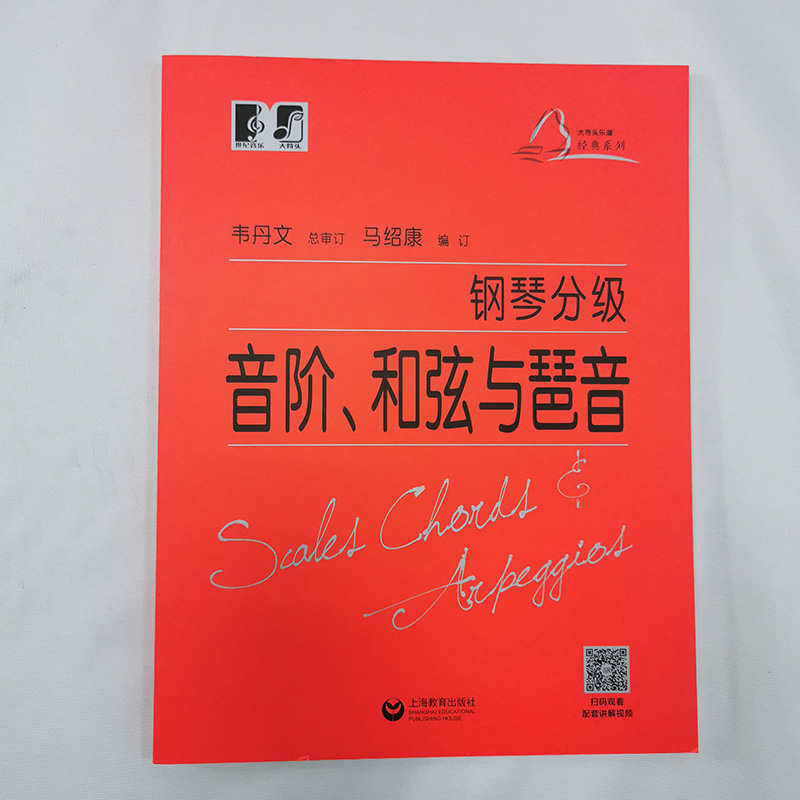 世纪音乐 大符头
大符头乐谱
经典系列
韦丹文 总审订 马绍康 编订
钢琴分级
音阶、和弦与琶音
Scales Chords &
Arpeggios
上海教育出版社
SHANGHAI EDUCATIONAL
PUBLISHING HOUSE
扫码观看
配套讲解视频